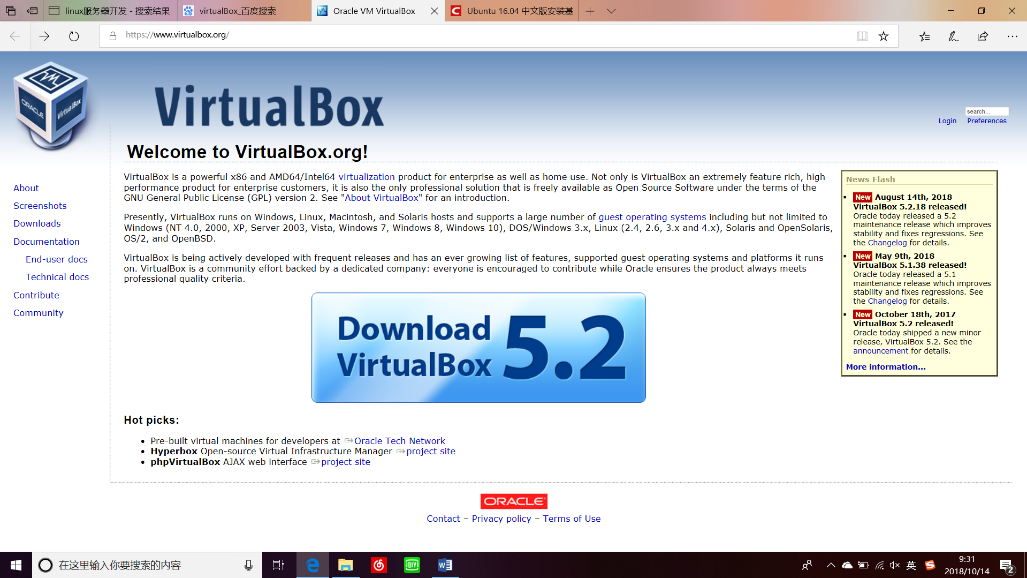 linux服务器开发 - 搜索结果
virtualBox_百度搜索
Oracle VM VirtualBox
Ubuntu 16.04 中文版安装基
https://www.virtualbox.org/
ORACLE
VirtualBox
VirtualBox
search...
Login Preferences
Welcome to VirtualBox.org!
About
Screenshots
Downloads
Documentation
End-user docs
Technical docs
Contribute
Community
VirtualBox is a powerful x86 and AMD64/Intel64 virtualization product for enterprise as well as home use. Not only is VirtualBox an extremely feature rich, high
performance product for enterprise customers, it is also the only professional solution that is freely available as Open Source Software under the terms of the
GNU General Public License (GPL) version 2. See "About VirtualBox" for an introduction.
Presently, VirtualBox runs on Windows, Linux, Macintosh, and Solaris hosts and supports a large number of guest operating systems including but not limited to
Windows (NT 4.0, 2000, XP, Server 2003, Vista, Windows 7, Windows 8, Windows 10), DOS/Windows 3.x, Linux (2.4, 2.6, 3.x and 4.x), Solaris and OpenSolaris,
OS/2, and OpenBSD.
VirtualBox is being actively developed with frequent releases and has an ever growing list of features, supported guest operating systems and platforms it runs
on. VirtualBox is a community effort backed by a dedicated company: everyone is encouraged to contribute while Oracle ensures the product always meets
professional quality criteria.
Download
VirtualBox 5.2
Hot picks:
Pre-built virtual machines for developers at Oracle Tech Network
Hyperbox Open-source Virtual Infrastructure Manager project site
phpVirtualBox AJAX web interface project site
News Flash
New August 14th, 2018
VirtualBox 5.2.18 released!
Oracle today released a 5.2
maintenance release which improves
stability and fixes regressions. See
the Changelog for details.
New May 9th, 2018
VirtualBox 5.1.38 released!
Oracle today released a 5.1
maintenance release which improves
stability and fixes regressions. See
the Changelog for details.
New October 18th, 2017
VirtualBox 5.2 released!
Oracle today shipped a new minor
release, VirtualBox 5.2. See the
announcement for details.
More information...
ORACLE
Contact – Privacy policy – Terms of Use
在这里输入你要搜索的内容
英
9:31
2018/10/14
2